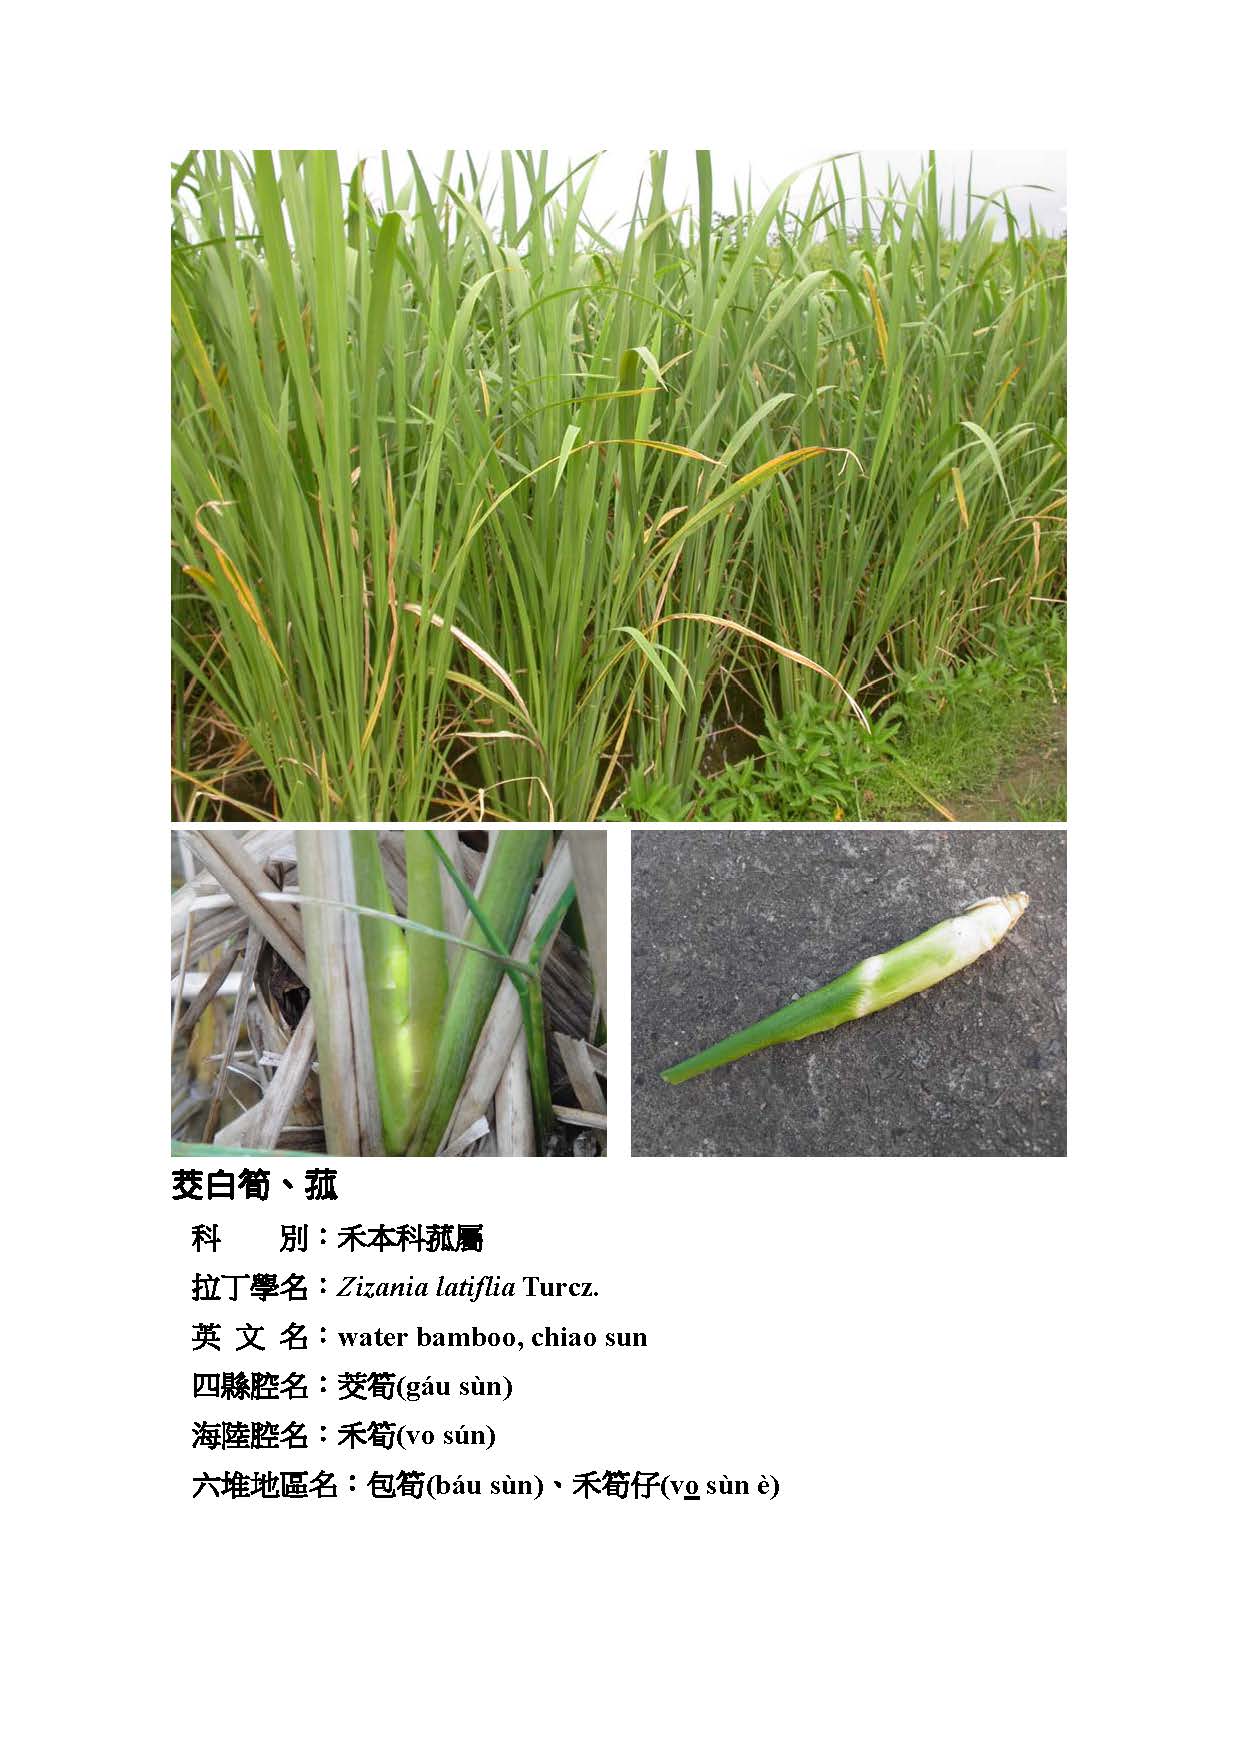 茭白筍、菰
科　　別：禾本科菰屬
拉丁學名：Zizania latiflia Turcz.
英 文 名：water bamboo, chiao sun
四縣腔名：茭筍(gáu sùn)
海陸腔名：禾筍(vo sún)
六堆地區名：包筍(báu sùn)、禾筍仔(vo sùn è)